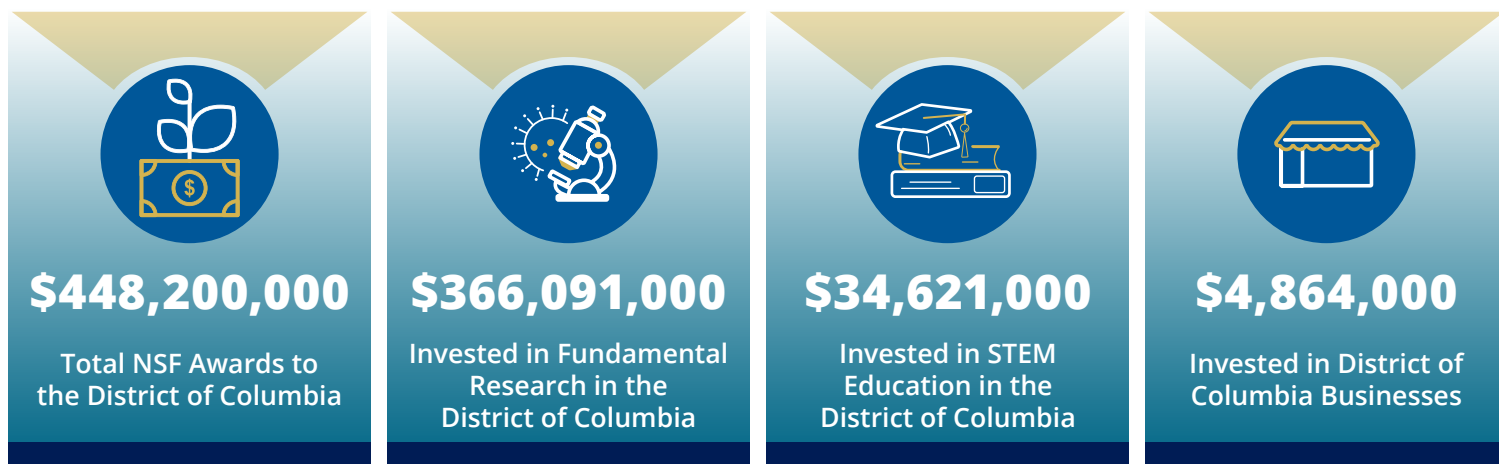 $
$448,200,000
Total NSF Awards to
the District of Columbia
$366,091,000
Invested in Fundamental
Research in the
District of Columbia
$34,621,000
Invested in STEM
Education in the
District of Columbia
$4,864,000
Invested in District of
Columbia Businesses